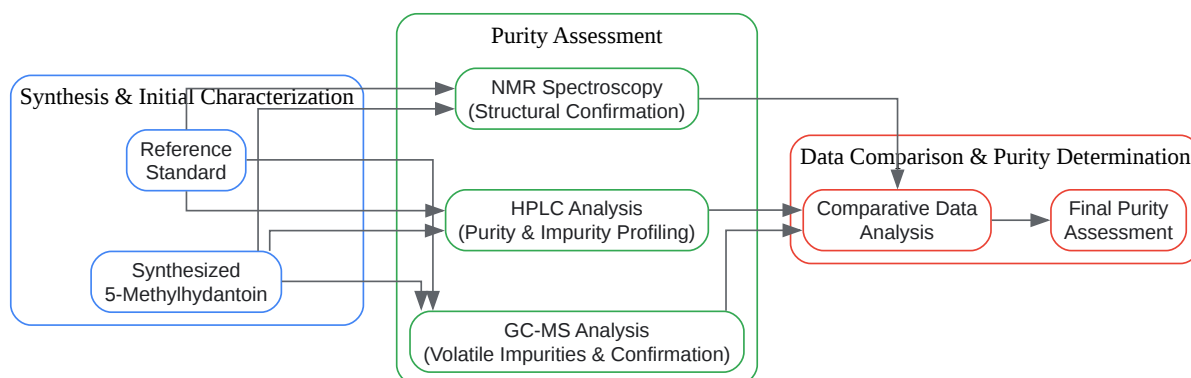 Synthesis & Initial Characterization
Reference
Standard
Synthesized
5-Methylhydantoin
Purity Assessment
NMR Spectroscopy
(Structural Confirmation)
HPLC Analysis
(Purity & Impurity Profiling)
GC-MS Analysis
(Volatile Impurities & Confirmation)
Data Comparison & Purity Determination
Comparative Data
Analysis
Final Purity
Assessment